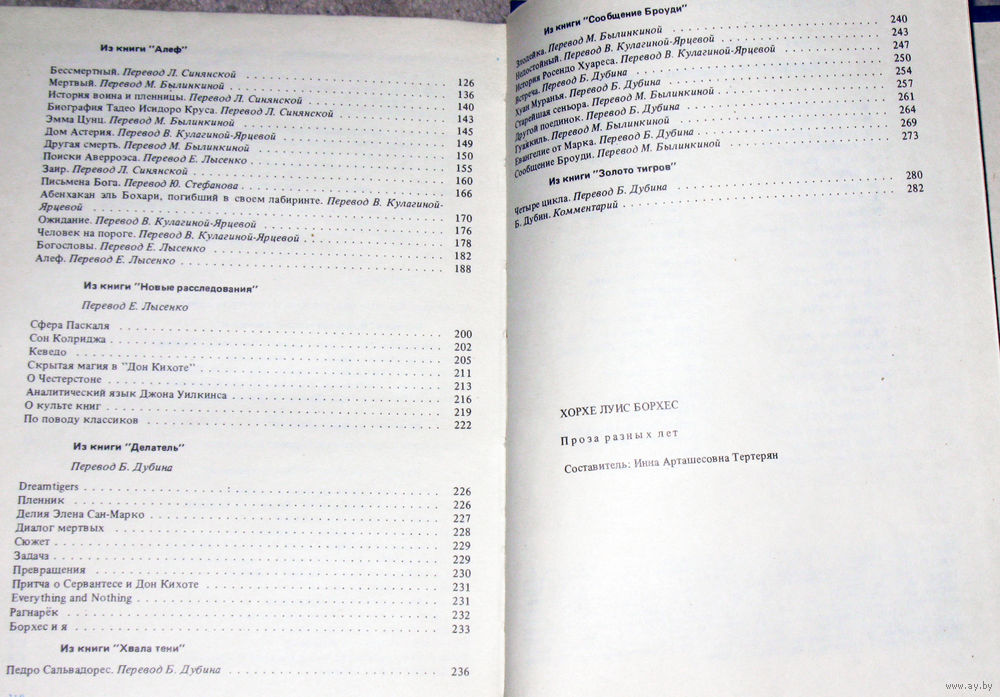 Из книги "Алеф"
Бессмертный. Перевод Л. Синянской 126
Мертвый. Перевод М. Былинкиной 136
История воина и пленницы. Перевод Л. Синянской 140
Биография Тадео Исидоро Круса. Перевод Л. Синянской 143
Эмма Цунц. Перевод М. Былинкиной 145
Дом Астерия. Перевод В. Кулагиной-Ярцевой 149
Другая смерть. Перевод М. Былинкиной 150
Поиски Аверроэса. Перевод Е. Лысенко 155
Заир. Перевод Л. Синянской 160
Письмена Бога. Перевод Ю. Стефанова 166
Абенхакан эль Бохари, погибший в своем лабиринте. Перевод В. Кулагиной-
Ярцевой 170
Ожидание. Перевод В. Кулагиной-Ярцевой 176
Человек на пороге. Перевод В. Кулагиной-Ярцевой 178
Богословы. Перевод Е. Лысенко 182
Алеф. Перевод Е. Лысенко 188
Из книги "Новые расследования"
Перевод Е. Лысенко
Сфера Паскаля 200
Сон Колриджа 202
Кеведо 205
Скрытая магия в "Дон Кихоте" 211
О Честерстоне 213
Аналитический язык Джона Уилкинса 216
О культе книг 219
По поводу классиков 222
Из книги "Делатель"
Перевод Б. Дубина
Dreamtigers 226
Пленник 226
Делия Элена Сан-Марко 227
Диалог мертвых 228
Сюжет 229
Задача 229
Превращения 230
Притча о Сервантесе и Дон Кихоте 231
Everything and Nothing 231
Рагнарёк 232
Борхес и я 233
Из книги "Хвала тени"
Педро Сальвадорес. Перевод Б. Дубина 236
Из книги "Сообщение Броуди"
Злодейка. Перевод М. Былинкиной 240
Недостойный. Перевод В. Кулагиной-Ярцевой 243
История Росендо Хуареса. Перевод В. Кулагиной-Ярцевой 247
Встреча. Перевод Б. Дубина 250
Хуан Муранья. Перевод Б. Дубина 254
Старейшая сеньора. Перевод М. Былинкиной 257
Другой поединок. Перевод Б. Дубина 261
Гуаякиль. Перевод М. Былинкиной 264
Евангелие от Марка. Перевод Б. Дубина 269
Сообщение Броуди. Перевод М. Былинкиной 273
Из книги "Золото тигров"
Четыре цикла. Перевод Б. Дубина 280
Б. Дубин. Комментарий 282
ХОРХЕ ЛУИС БОРХЕС
Проза разных лет
Составитель: Инна Арташесовна Тертерян
www.ay.by